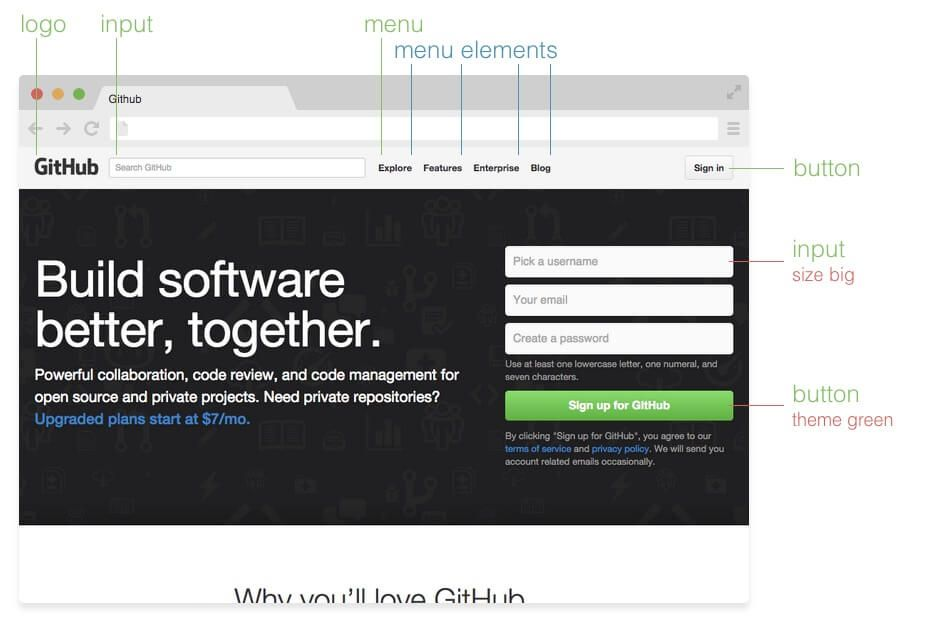 logo
input
menu
menu elements
Github
GitHub
Search GitHub
Explore
Features
Enterprise
Blog
Sign in
button
Build software
better, together.
Powerful collaboration, code review, and code management for
open source and private projects. Need private repositories?
Upgraded plans start at $7/mo.
Pick a username
input
size big
Your email
Create a password
Use at least one lowercase letter, one numeral, and
seven characters.
Sign up for GitHub
button
theme green
By clicking "Sign up for GitHub", you agree to our
terms of service and privacy policy. We will send you
account related emails occasionally.
Why you'll love GitHub